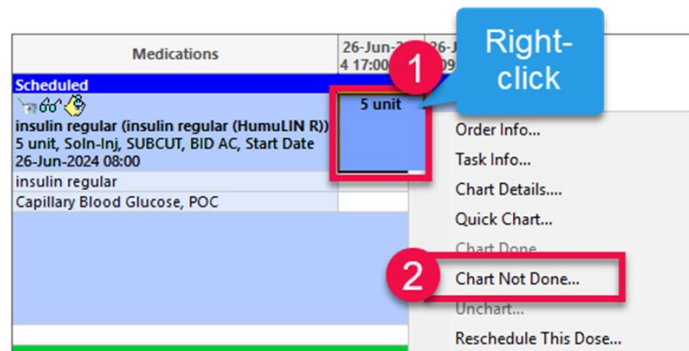 Medications
26-Jun-
4 17:00
26-J
09
Right-
click
1
Scheduled
5 unit
insulin regular (insulin regular (HumuLIN R))
5 unit, Soln-Inj, SUBCUT, BID AC, Start Date
26-Jun-2024 08:00
insulin regular
Capillary Blood Glucose, POC
Order Info...
Task Info...
Chart Details....
Quick Chart...
Chart Done
2
Chart Not Done...
Unchart...
Reschedule This Dose...